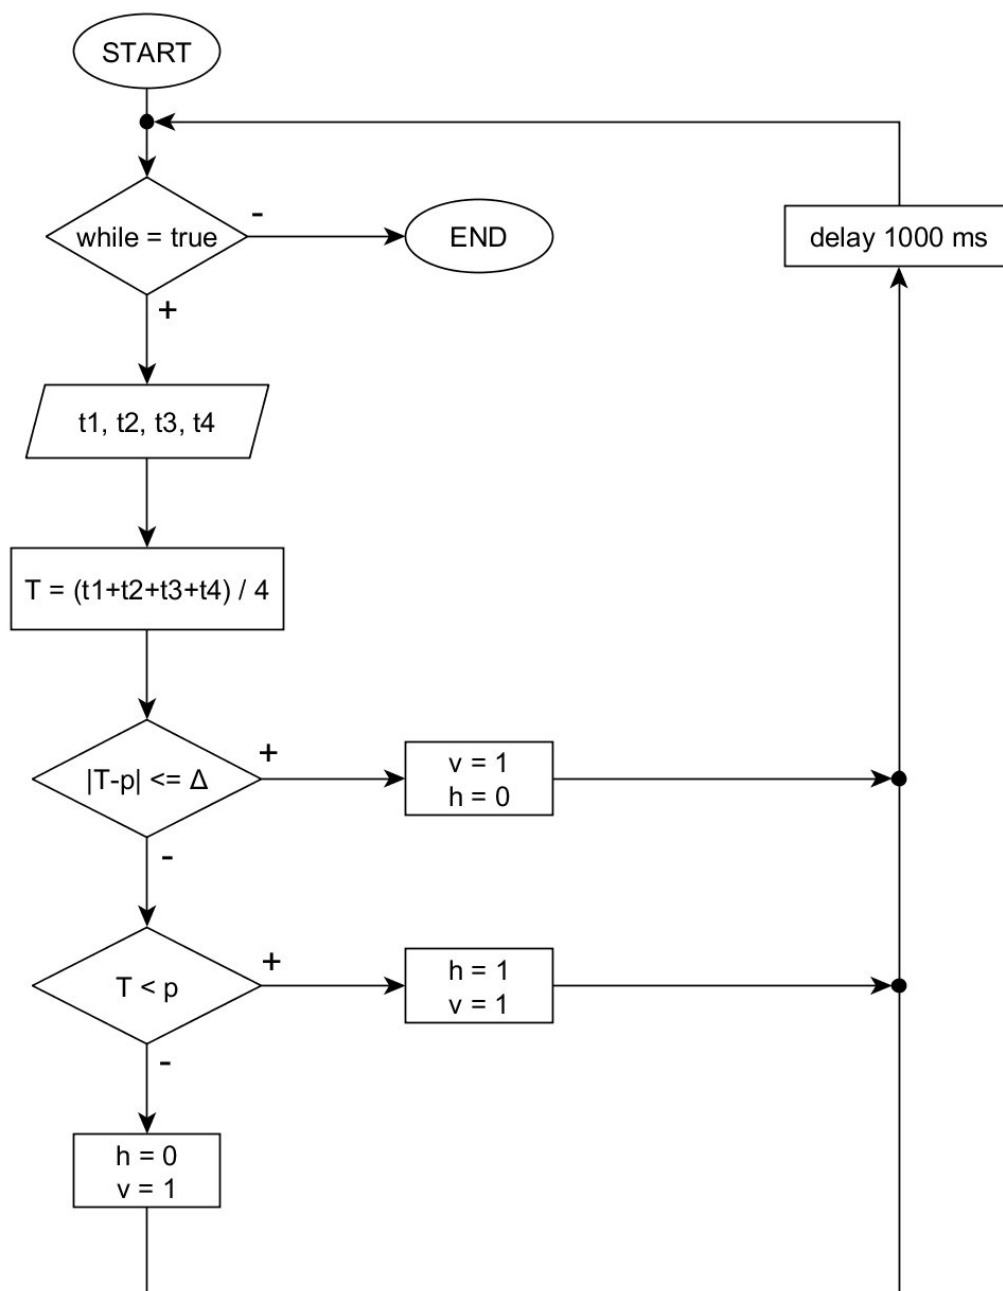 START
while = true
-
END
delay 1000 ms
+
t1, t2, t3, t4
T = (t1+t2+t3+t4) / 4
|T-p| <= Δ
+
v = 1
h = 0
-
T < p
+
h = 1
v = 1
-
h = 0
v = 1